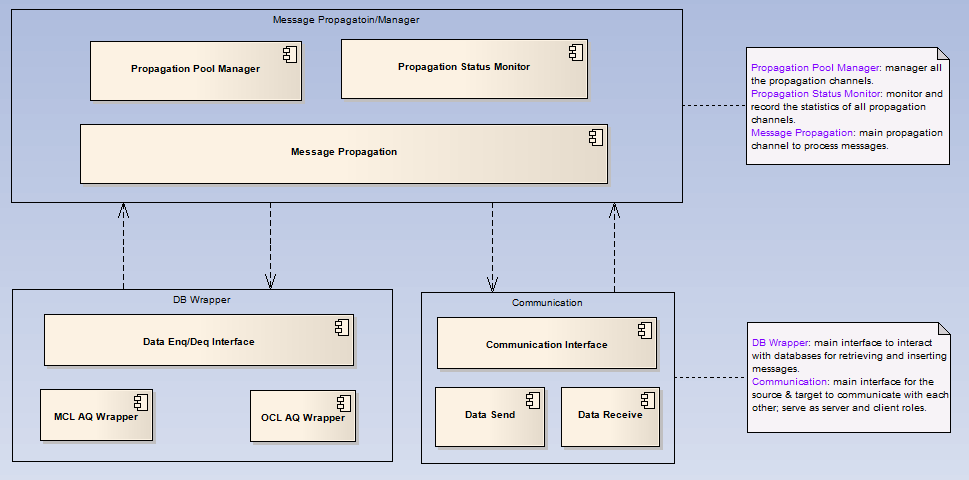 Message Propagatoin/Manager
Propagation Pool Manager
Propagation Status Monitor
Message Propagation
Propagation Pool Manager: manager all
the propagation channels.
Propagation Status Monitor: monitor and
record the statistics of all propagation
channels.
Message Propagation: main propagation
channel to process messages.
DB Wrapper
Data Enq/Deq Interface
MCL AQ Wrapper
OCL AQ Wrapper
Communication
Communication Interface
Data Send
Data Receive
DB Wrapper: main interface to interact
with databases for retrieving and inserting
messages.
Communication: main interface for the
source & target to communicate with each
other; serve as server and client roles.